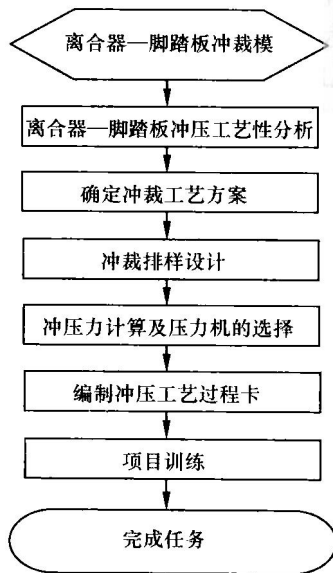 离合器—脚踏板冲裁模
离合器—脚踏板冲压工艺性分析
确定冲裁工艺方案
冲裁排样设计
冲压力计算及压力机的选择
编制冲压工艺过程卡
项目训练
完成任务